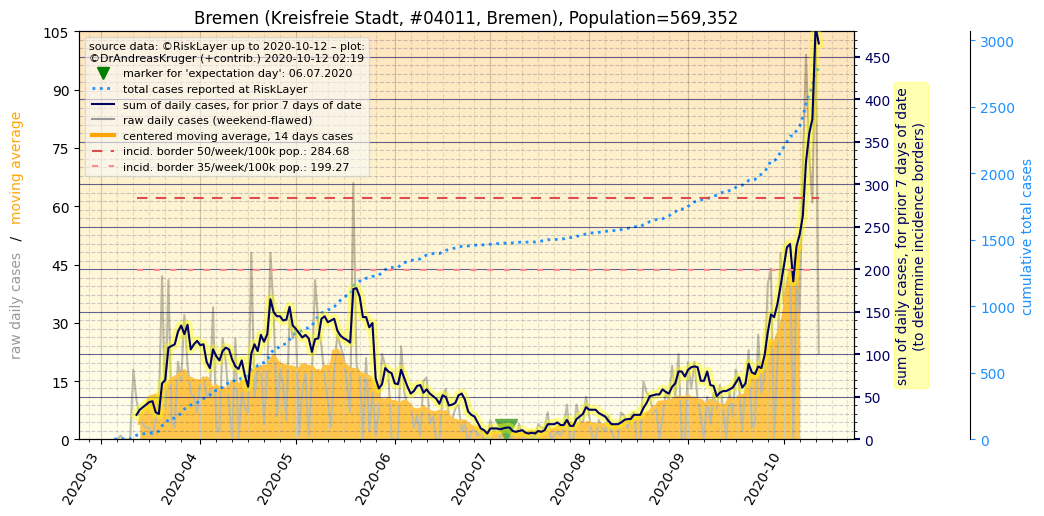 Bremen (Kreisfreie Stadt, #04011, Bremen), Population=569,352
source data: ©RiskLayer up to 2020-10-12 – plot:
©DrAndreasKruger (+contrib.) 2020-10-12 02:19
marker for 'expectation day': 06.07.2020
total cases reported at RiskLayer
sum of daily cases, for prior 7 days of date
raw daily cases (weekend-flawed)
centered moving average, 14 days cases
incid. border 50/week/100k pop.: 284.68
incid. border 35/week/100k pop.: 199.27
raw daily cases / moving average
105
90
75
60
45
30
15
0
2020-03
2020-04
2020-05
2020-06
2020-07
2020-08
2020-09
2020-10
450
400
350
300
250
200
150
100
50
0
sum of daily cases, for prior 7 days of date
(to determine incidence borders)
3000
2500
2000
1500
1000
500
0
cumulative total cases